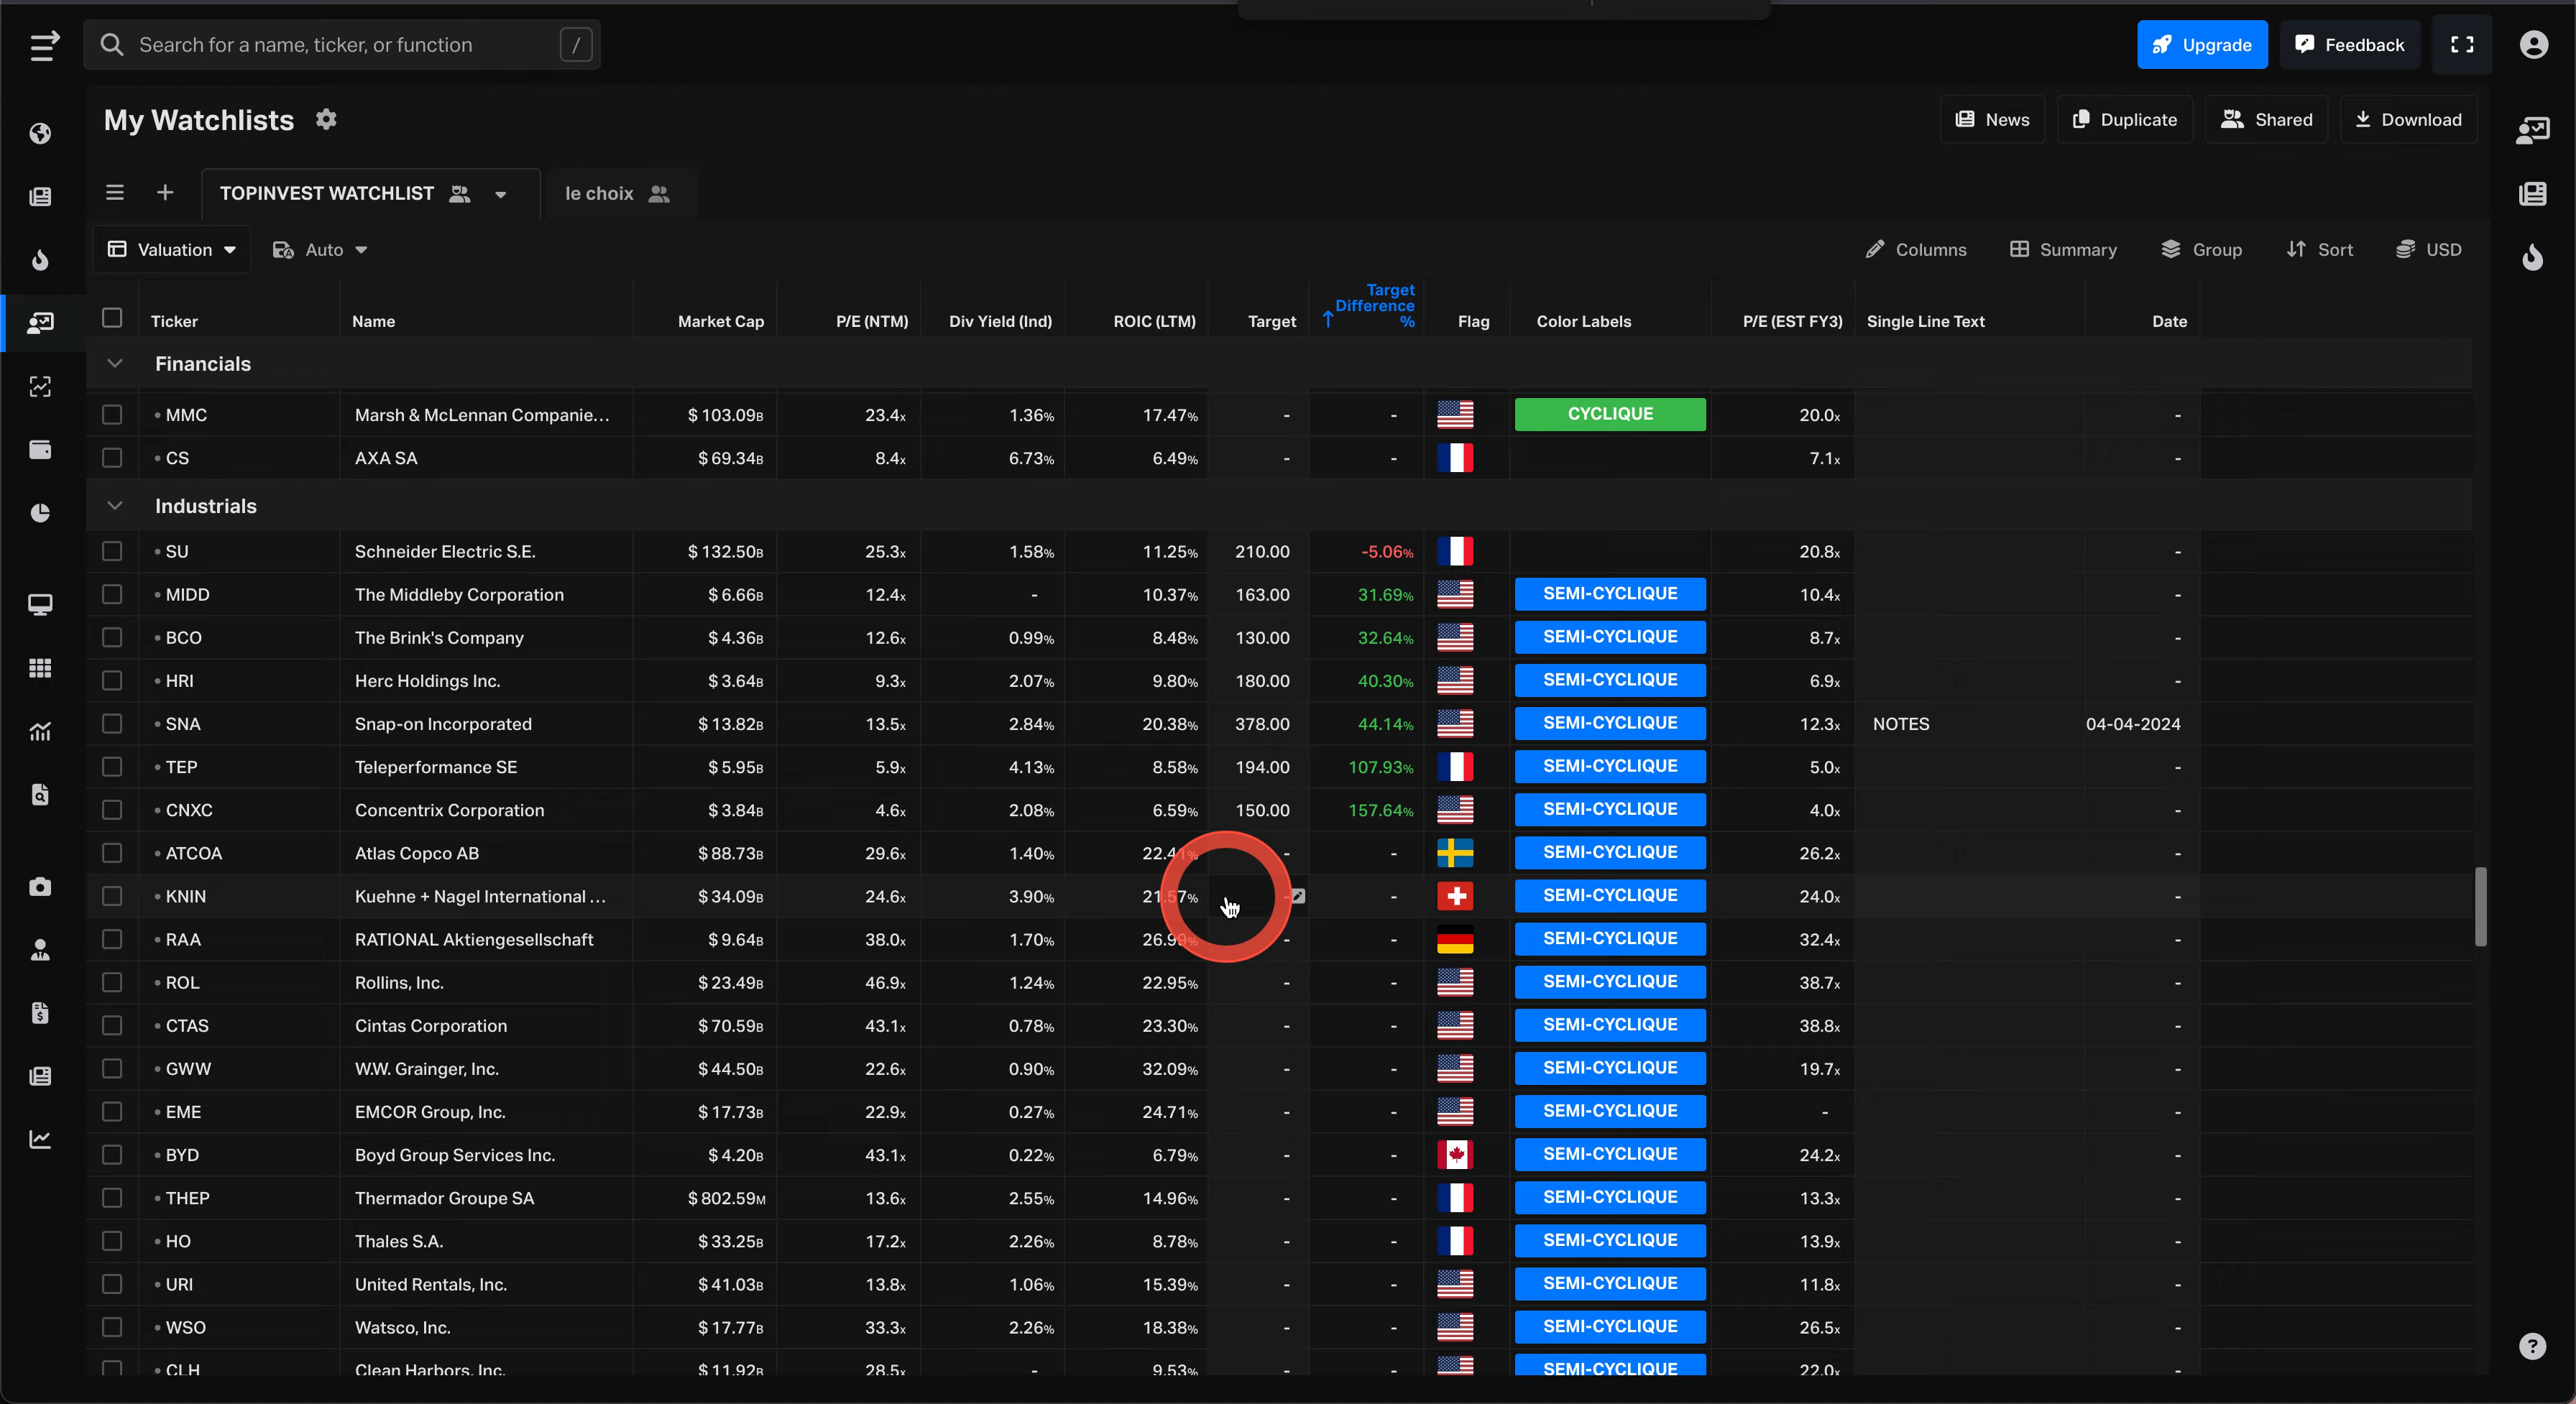 Search for a name, ticker, or function /
Upgrade Feedback
My Watchlists News Duplicate Shared Download
TOPINVEST WATCHLIST le choix
Valuation Auto Columns Summary Group Sort USD
Ticker Name Market Cap P/E (NTM) Div Yield (Ind) ROIC (LTM) Target Target Difference % Flag Color Labels P/E (EST FY3) Single Line Text Date
Financials
MMC Marsh & McLennan Companie... $ 103.09B 23.4x 1.36% 17.47% - - CYCLIQUE 20.0x -
CS AXA SA $ 69.34B 8.4x 6.73% 6.49% - - 7.1x -
Industrials
SU Schneider Electric S.E. $ 132.50B 25.3x 1.58% 11.25% 210.00 -5.06% 20.8x -
MIDD The Middleby Corporation $ 6.66B 12.4x - 10.37% 163.00 31.69% SEMI-CYCLIQUE 10.4x -
BCO The Brink's Company $ 4.36B 12.6x 0.99% 8.48% 130.00 32.64% SEMI-CYCLIQUE 8.7x -
HRI Herc Holdings Inc. $ 3.64B 9.3x 2.07% 9.80% 180.00 40.30% SEMI-CYCLIQUE 6.9x -
SNA Snap-on Incorporated $ 13.82B 13.5x 2.84% 20.38% 378.00 44.14% SEMI-CYCLIQUE 12.3x NOTES 04-04-2024
TEP Teleperformance SE $ 5.95B 5.9x 4.13% 8.58% 194.00 107.93% SEMI-CYCLIQUE 5.0x -
CNXC Concentrix Corporation $ 3.84B 4.6x 2.08% 6.59% 150.00 157.64% SEMI-CYCLIQUE 4.0x -
ATCOA Atlas Copco AB $ 88.73B 29.6x 1.40% 22.41% - - SEMI-CYCLIQUE 26.2x -
KNIN Kuehne + Nagel International ... $ 34.09B 24.6x 3.90% 21.57% - - SEMI-CYCLIQUE 24.0x -
RAA RATIONAL Aktiengesellschaft $ 9.64B 38.0x 1.70% 26.99% - - SEMI-CYCLIQUE 32.4x -
ROL Rollins, Inc. $ 23.49B 46.9x 1.24% 22.95% - - SEMI-CYCLIQUE 38.7x -
CTAS Cintas Corporation $ 70.59B 43.1x 0.78% 23.30% - - SEMI-CYCLIQUE 38.8x -
GWW W.W. Grainger, Inc. $ 44.50B 22.6x 0.90% 32.09% - - SEMI-CYCLIQUE 19.7x -
EME EMCOR Group, Inc. $ 17.73B 22.9x 0.27% 24.71% - - SEMI-CYCLIQUE - -
BYD Boyd Group Services Inc. $ 4.20B 43.1x 0.22% 6.79% - - SEMI-CYCLIQUE 24.2x -
THEP Thermador Groupe SA $ 802.59M 13.6x 2.55% 14.96% - - SEMI-CYCLIQUE 13.3x -
HO Thales S.A. $ 33.25B 17.2x 2.26% 8.78% - - SEMI-CYCLIQUE 13.9x -
URI United Rentals, Inc. $ 41.03B 13.8x 1.06% 15.39% - - SEMI-CYCLIQUE 11.8x -
WSO Watsco, Inc. $ 17.77B 33.3x 2.26% 18.38% - - SEMI-CYCLIQUE 26.5x -
CLH Clean Harbors, Inc. $ 11.92B 28.5x - 9.53% - - SEMI-CYCLIQUE 22.0x -